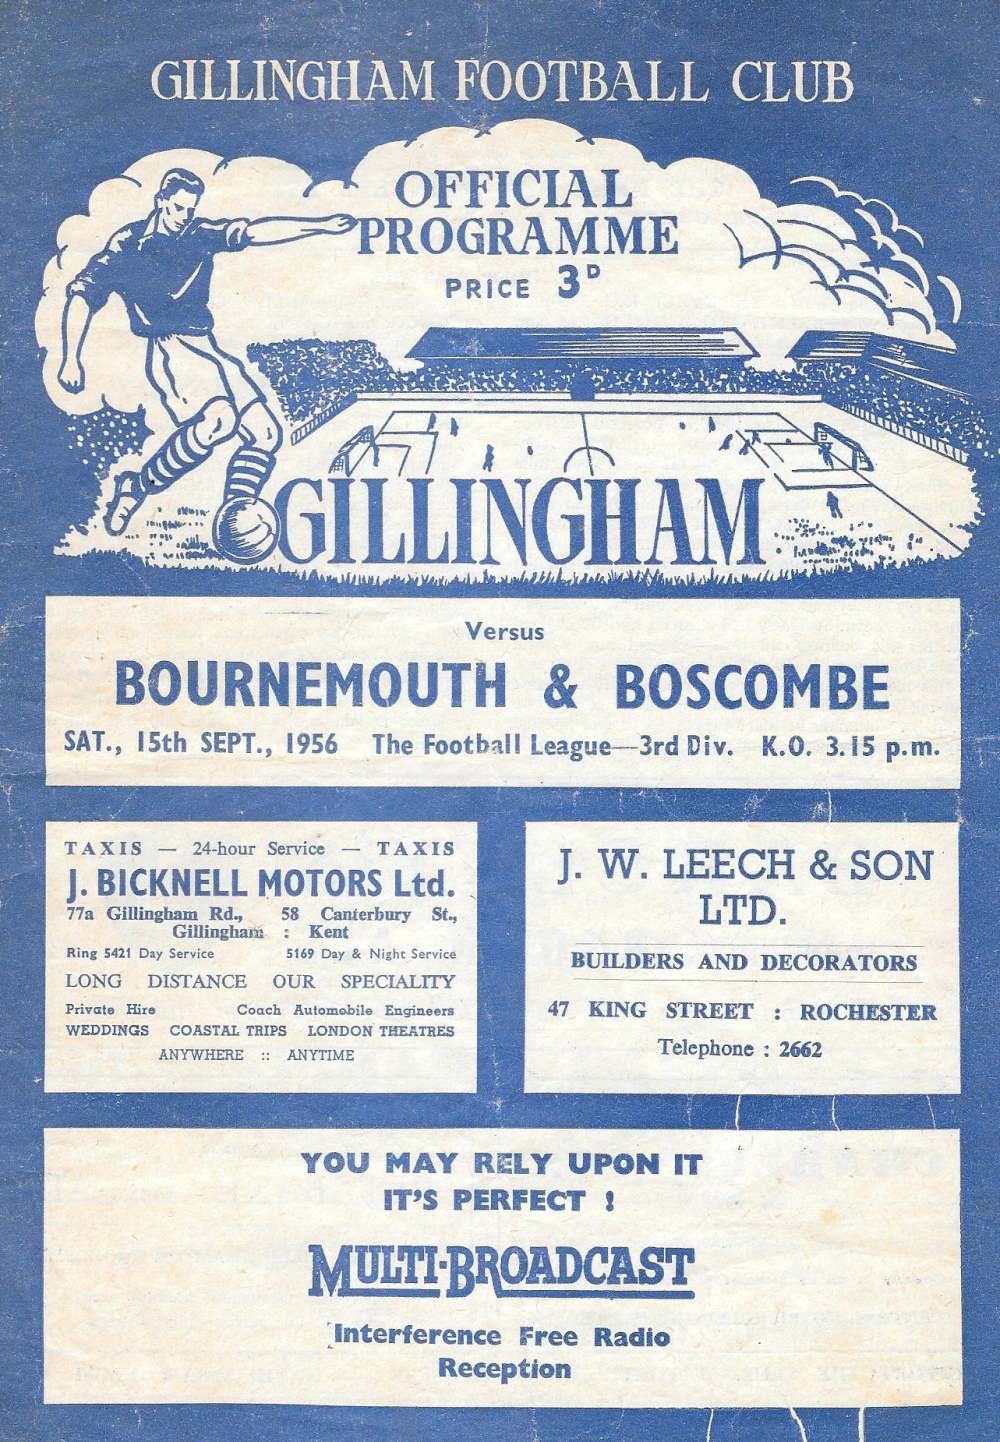 GILLINGHAM FOOTBALL CLUB
OFFICIAL
PROGRAMME
PRICE 3D
GILLINGHAM
Versus
BOURNEMOUTH & BOSCOMBE
SAT., 15th SEPT., 1956 The Football League—3rd Div. K.O. 3.15 p.m.
TAXIS — 24-hour Service — TAXIS
J. BICKNELL MOTORS Ltd.
77a Gillingham Rd., 58 Canterbury St.,
Gillingham : Kent
Ring 5421 Day Service 5169 Day & Night Service
LONG DISTANCE OUR SPECIALITY
Private Hire Coach Automobile Engineers
WEDDINGS COASTAL TRIPS LONDON THEATRES
ANYWHERE :: ANYTIME
J. W. LEECH & SON
LTD.
BUILDERS AND DECORATORS
47 KING STREET : ROCHESTER
Telephone : 2662
YOU MAY RELY UPON IT
IT'S PERFECT !
MULTI-BROADCAST
Interference Free Radio
Reception